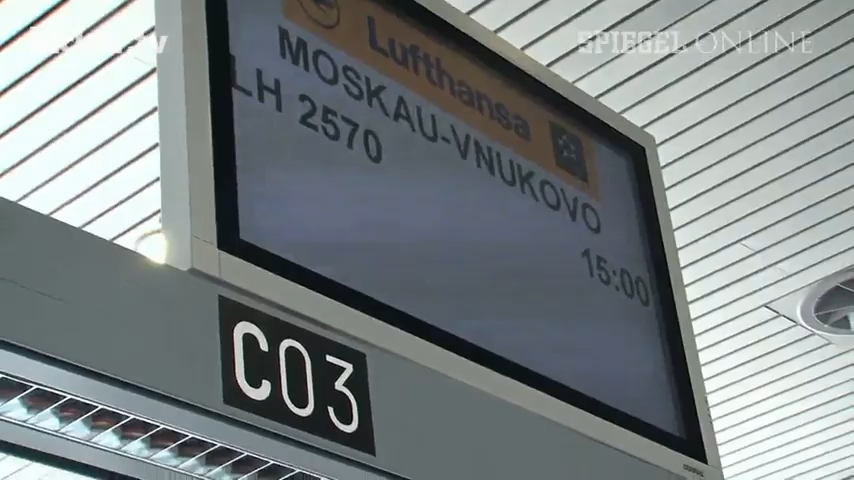 SPIEGEL ONLINE
Lufthansa
MOSKAU-VNUKOVO
LH 2570
15:00
C03